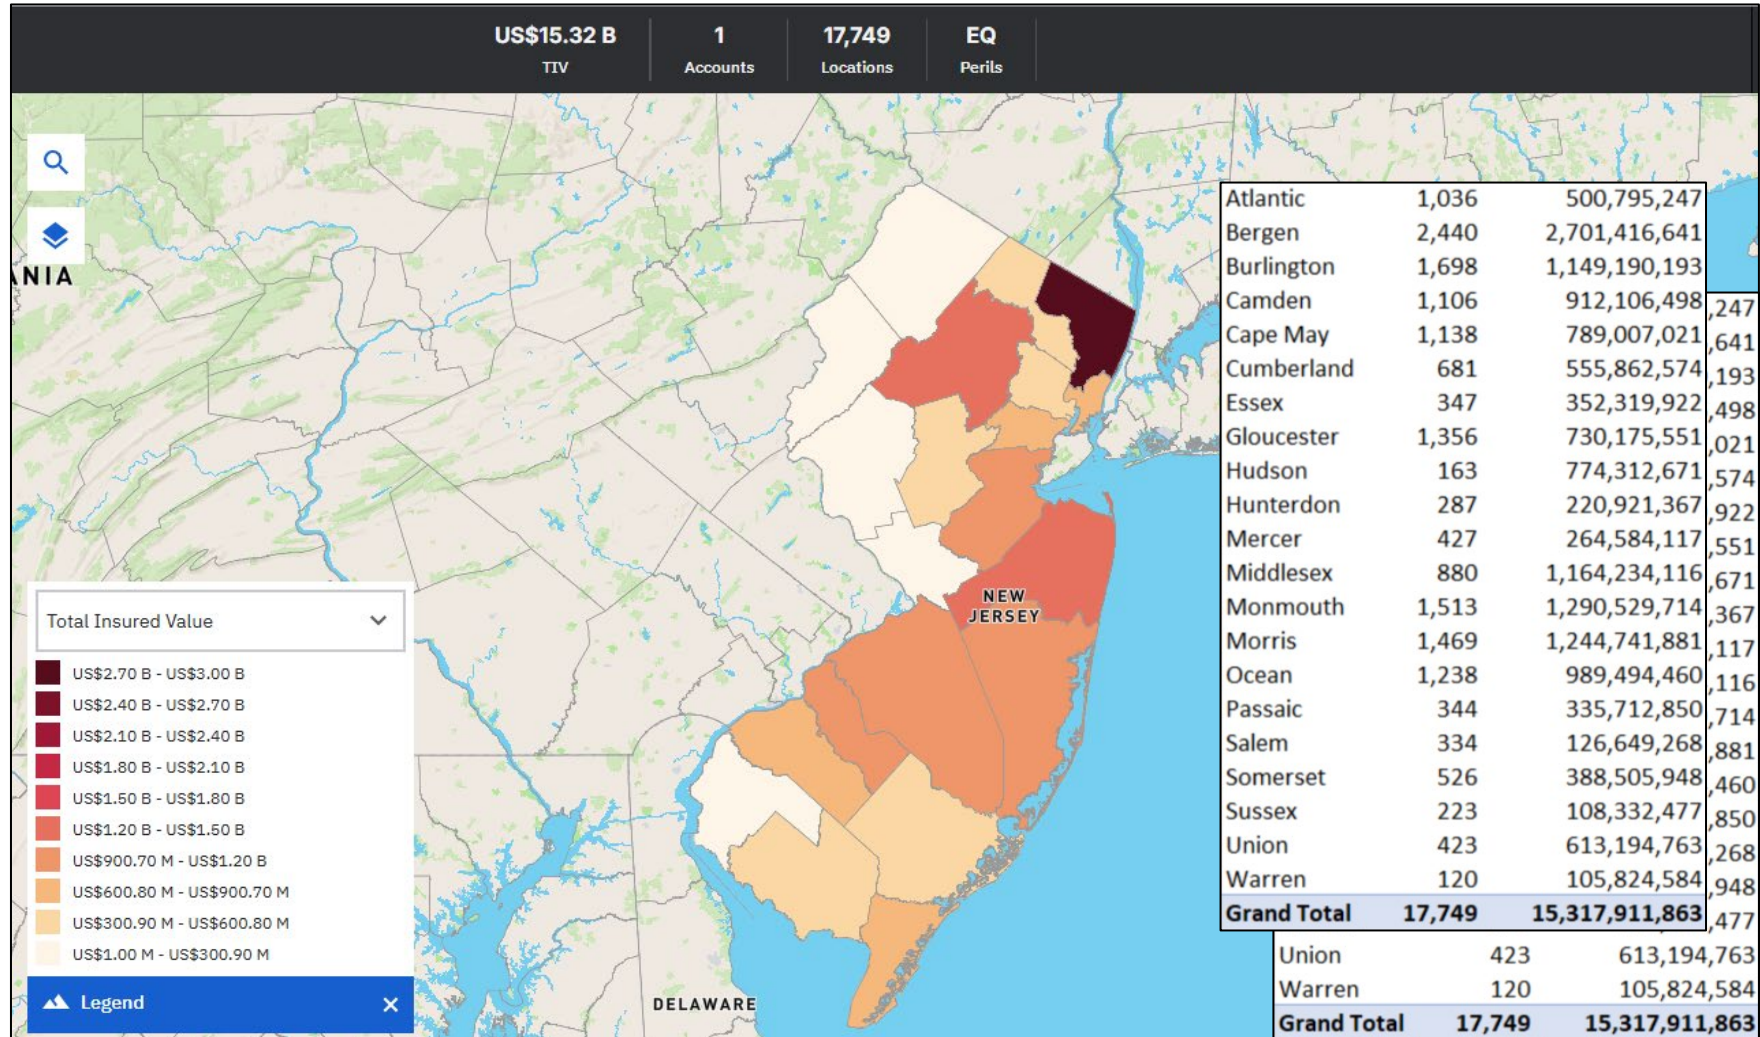 US$15.32 B 1 17,749 EQ
TIV Accounts Locations Perils
ANIA
Atlantic 1,036 500,795,247
Bergen 2,440 2,701,416,641
Burlington 1,698 1,149,190,193
Camden 1,106 912,106,498
Cape May 1,138 789,007,021
Cumberland 681 555,862,574
Essex 347 352,319,922
Gloucester 1,356 730,175,551
Hudson 163 774,312,671
Hunterdon 287 220,921,367
Mercer 427 264,584,117
Middlesex 880 1,164,234,116
Monmouth 1,513 1,290,529,714
Morris 1,469 1,244,741,881
Ocean 1,238 989,494,460
Passaic 344 335,712,850
Salem 334 126,649,268
Somerset 526 388,505,948
Sussex 223 108,332,477
Union 423 613,194,763
Warren 120 105,824,584
Grand Total 17,749 15,317,911,863
,247
,641
,193
,498
,021
,574
,922
,551
,671
,367
,117
,116
,714
,881
,460
,850
,268
,948
,477
Union 423 613,194,763
Warren 120 105,824,584
Grand Total 17,749 15,317,911,863
NEW
JERSEY
DELAWARE
Total Insured Value
US$2.70 B - US$3.00 B
US$2.40 B - US$2.70 B
US$2.10 B - US$2.40 B
US$1.80 B - US$2.10 B
US$1.50 B - US$1.80 B
US$1.20 B - US$1.50 B
US$900.70 M - US$1.20 B
US$600.80 M - US$900.70 M
US$300.90 M - US$600.80 M
US$1.00 M - US$300.90 M
Legend